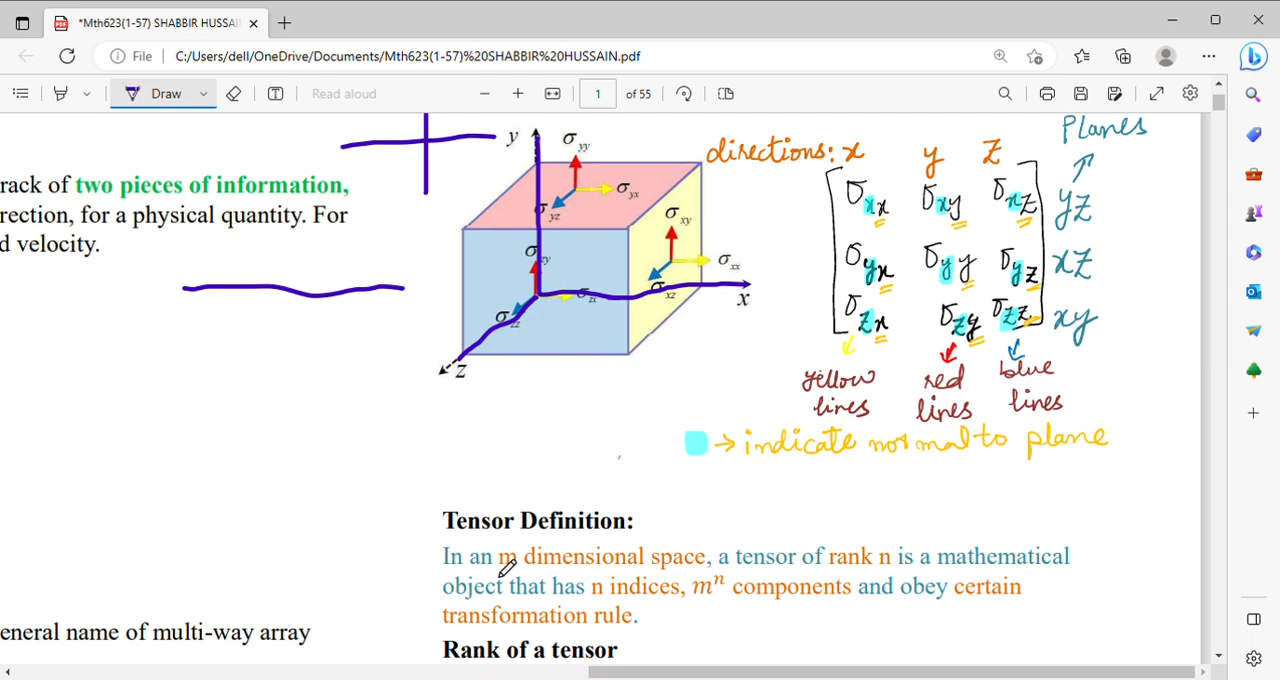 *Mth623(1-57) SHABBIR HUSSAI
File
C:/Users/dell/OneDrive/Documents/Mth623(1-57)%20SHABBIR%20HUSSAIN.pdf
Draw
Read aloud
1 of 55
rack of two pieces of information,
rection, for a physical quantity. For
d velocity.
y
σyy
σyx
σyz
σxy
σxx
σxz
σzx
σzz
x
z
Planes
directions: x y z
σxx σxy σxz yz
σyx σyy σyz xz
σzx σzy σzz xy
yellow lines
red lines
blue lines
→ indicate normal to plane
Tensor Definition:
In an m dimensional space, a tensor of rank n is a mathematical
object that has n indices, mⁿ components and obey certain
transformation rule.
eneral name of multi-way array
Rank of a tensor